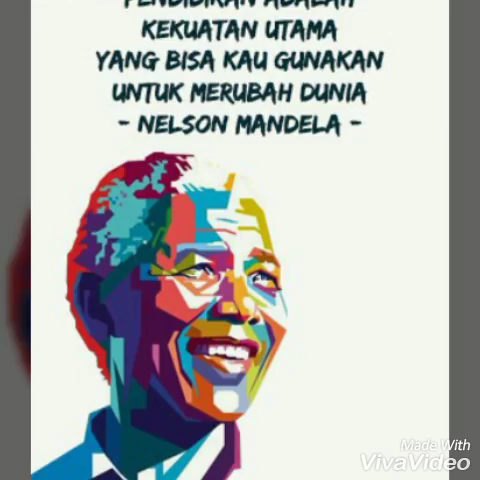 PENDIDIKAN ADALAH
KEKUATAN UTAMA
YANG BISA KAU GUNAKAN
UNTUK MERUBAH DUNIA
- NELSON MANDELA -
Made With
VivaVideo